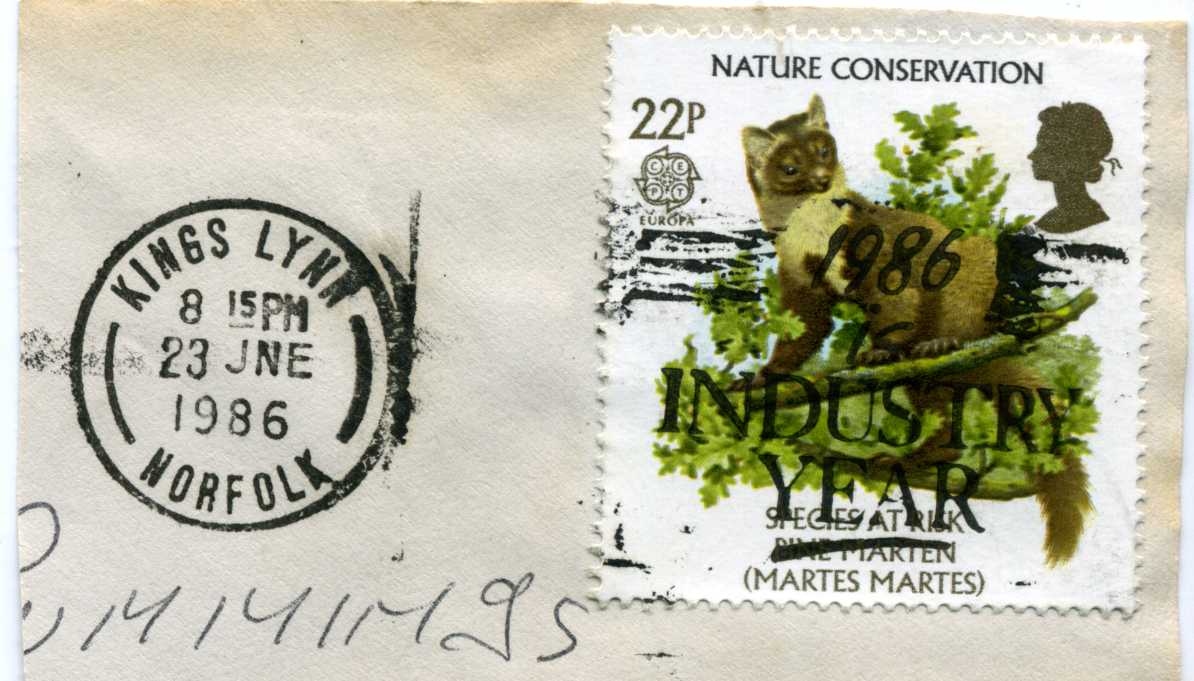 KINGS LYNN
8 15PM
23 JNE
1986
NORFOLK
NATURE CONSERVATION
22P
CEPT
EUROPA
1986
INDUSTRY
YEAR
SPECIES AT RISK
PINE MARTEN
(MARTES MARTES)